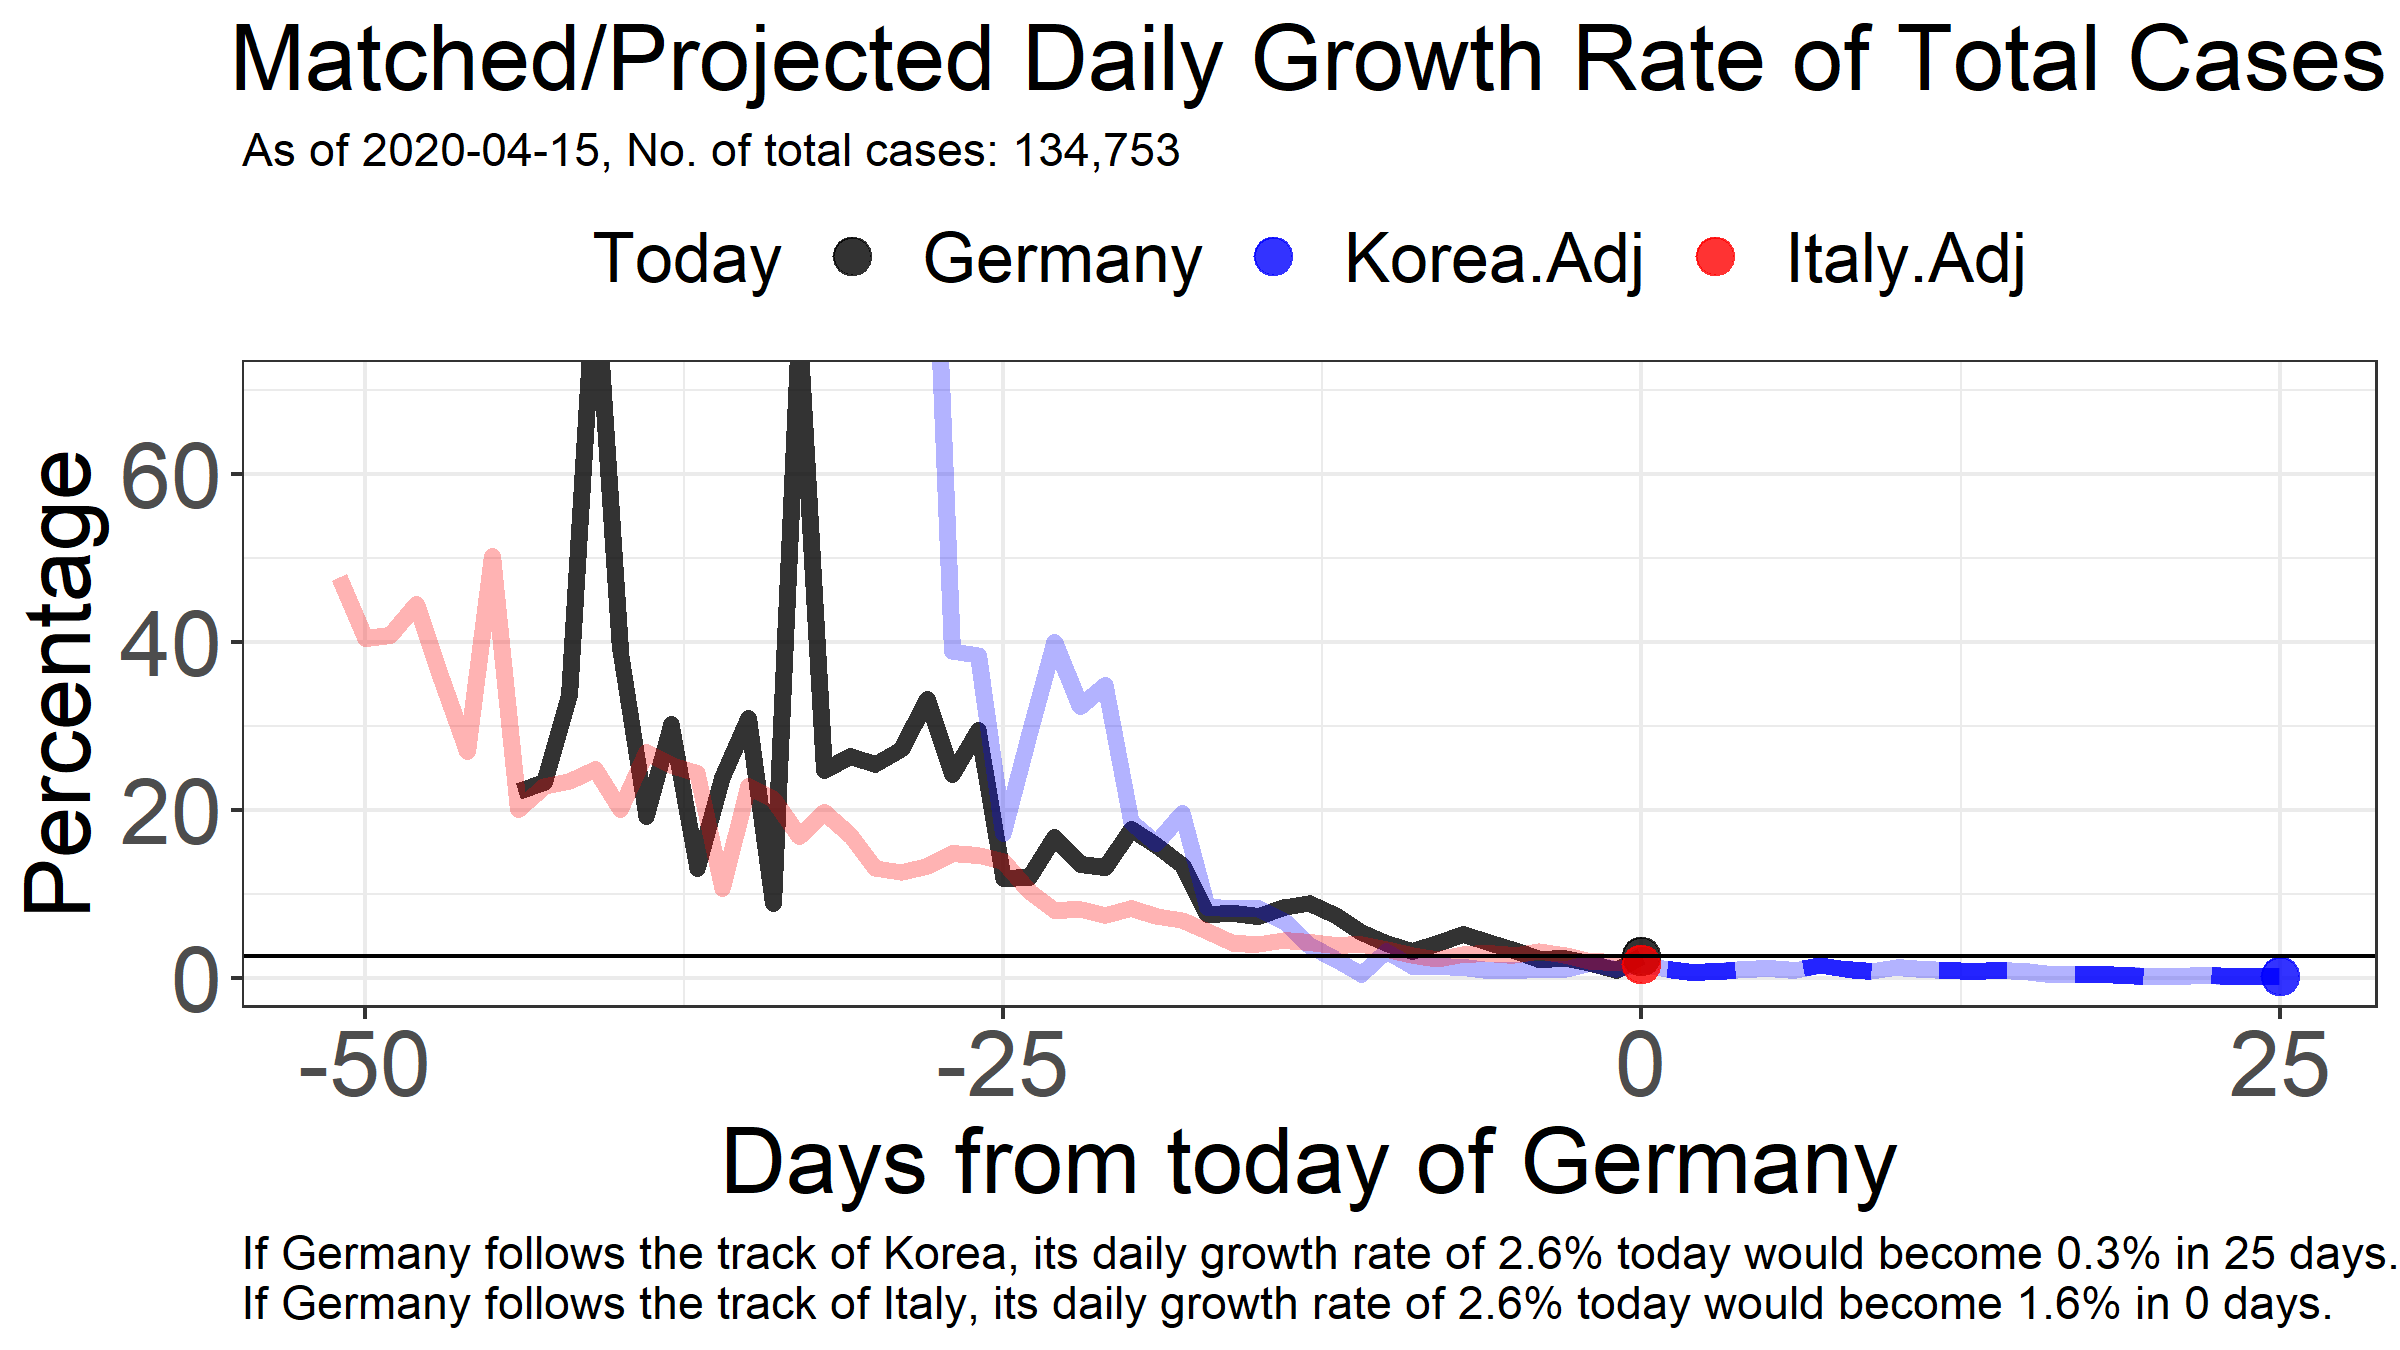 Matched/Projected Daily Growth Rate of Total Cases
As of 2020-04-15, No. of total cases: 134,753
Today Germany Korea.Adj Italy.Adj
Percentage
60
40
20
0
-50 -25 0 25
Days from today of Germany
If Germany follows the track of Korea, its daily growth rate of 2.6% today would become 0.3% in 25 days.
If Germany follows the track of Italy, its daily growth rate of 2.6% today would become 1.6% in 0 days.